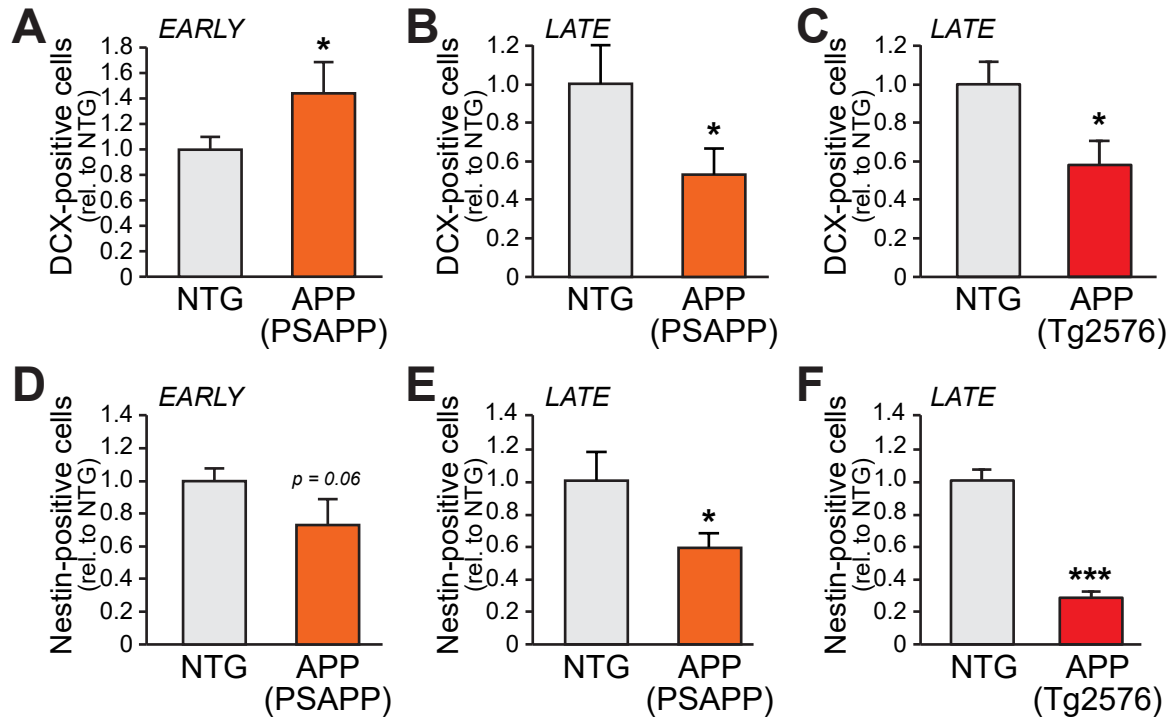 A
EARLY
DCX-positive cells
(rel. to NTG)
1.8
1.6
1.4
1.2
1.0
0.8
0.6
0.4
0.2
0
*
NTG
APP
(PSAPP)
B
LATE
DCX-positive cells
(rel. to NTG)
1.2
1.0
0.8
0.6
0.4
0.2
0
*
NTG
APP
(PSAPP)
C
LATE
DCX-positive cells
(rel. to NTG)
1.2
1.0
0.8
0.6
0.4
0.2
0
*
NTG
APP
(Tg2576)
D
EARLY
Nestin-positive cells
(rel. to NTG)
1.4
1.2
1.0
0.8
0.6
0.4
0.2
0
p = 0.06
NTG
APP
(PSAPP)
E
LATE
Nestin-positive cells
(rel. to NTG)
1.4
1.2
1.0
0.8
0.6
0.4
0.2
0
*
NTG
APP
(PSAPP)
F
LATE
Nestin-positive cells
(rel. to NTG)
1.4
1.2
1.0
0.8
0.6
0.4
0.2
0
***
NTG
APP
(Tg2576)